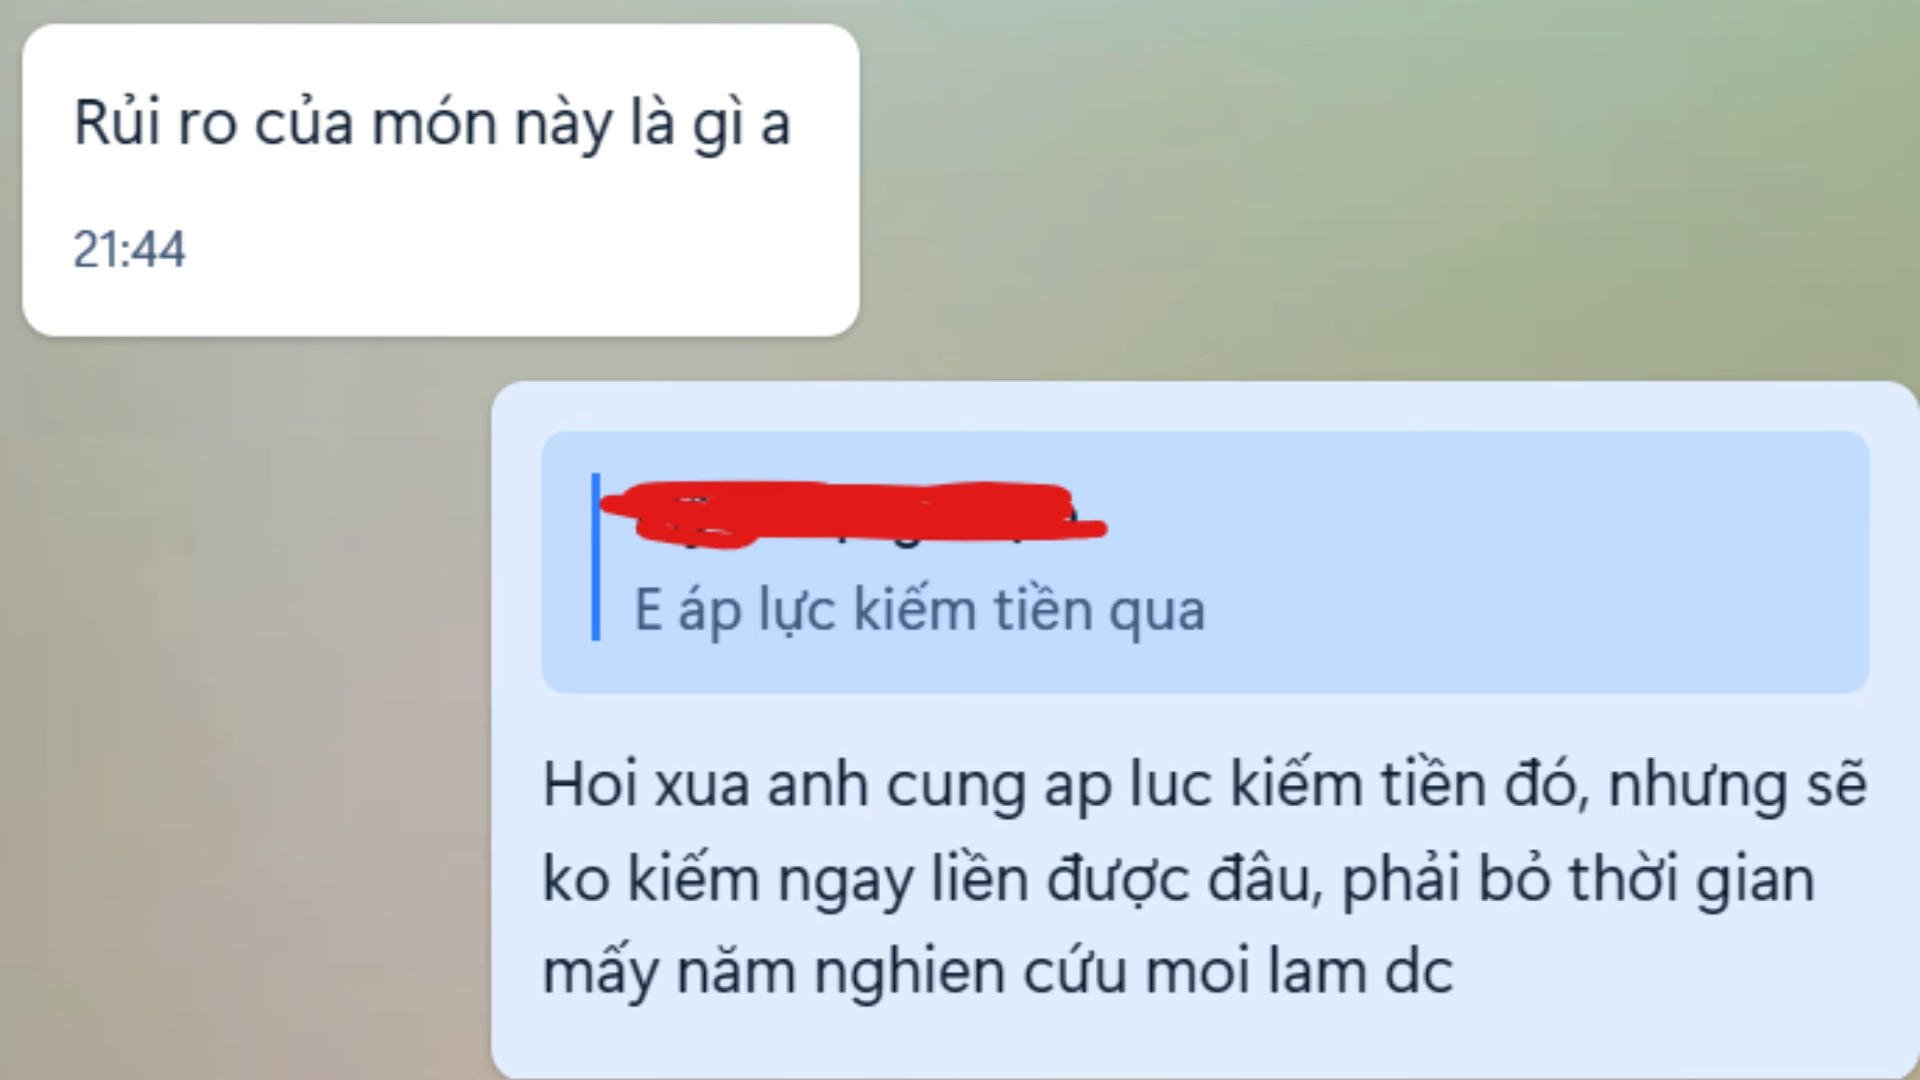 Rủi ro của món này là gì a
21:44
E áp lực kiếm tiền qua
Hoi xua anh cung ap luc kiếm tiền đó, nhưng sẽ
ko kiếm ngay liền được đâu, phải bỏ thời gian
mấy năm nghien cứu moi lam dc